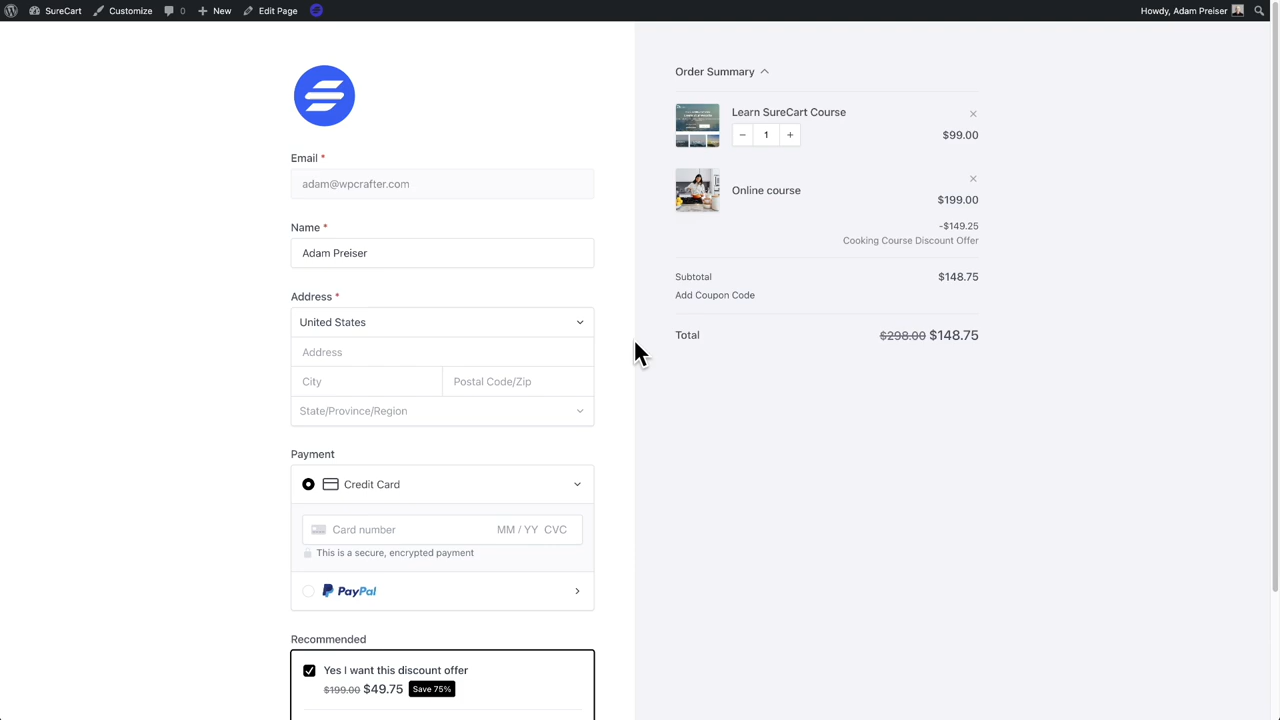 SureCart Customize 0 New Edit Page Howdy, Adam Preiser
Email *
adam@wpcrafter.com
Name *
Adam Preiser
Address *
United States
Address
City Postal Code/Zip
State/Province/Region
Payment
Credit Card
Card number MM / YY CVC
This is a secure, encrypted payment
PayPal
Recommended
Yes I want this discount offer
$199.00 $49.75 Save 75%
Order Summary
Learn SureCart Course
− 1 + $99.00
Online course
$199.00
-$149.25
Cooking Course Discount Offer
Subtotal $148.75
Add Coupon Code
Total $298.00 $148.75